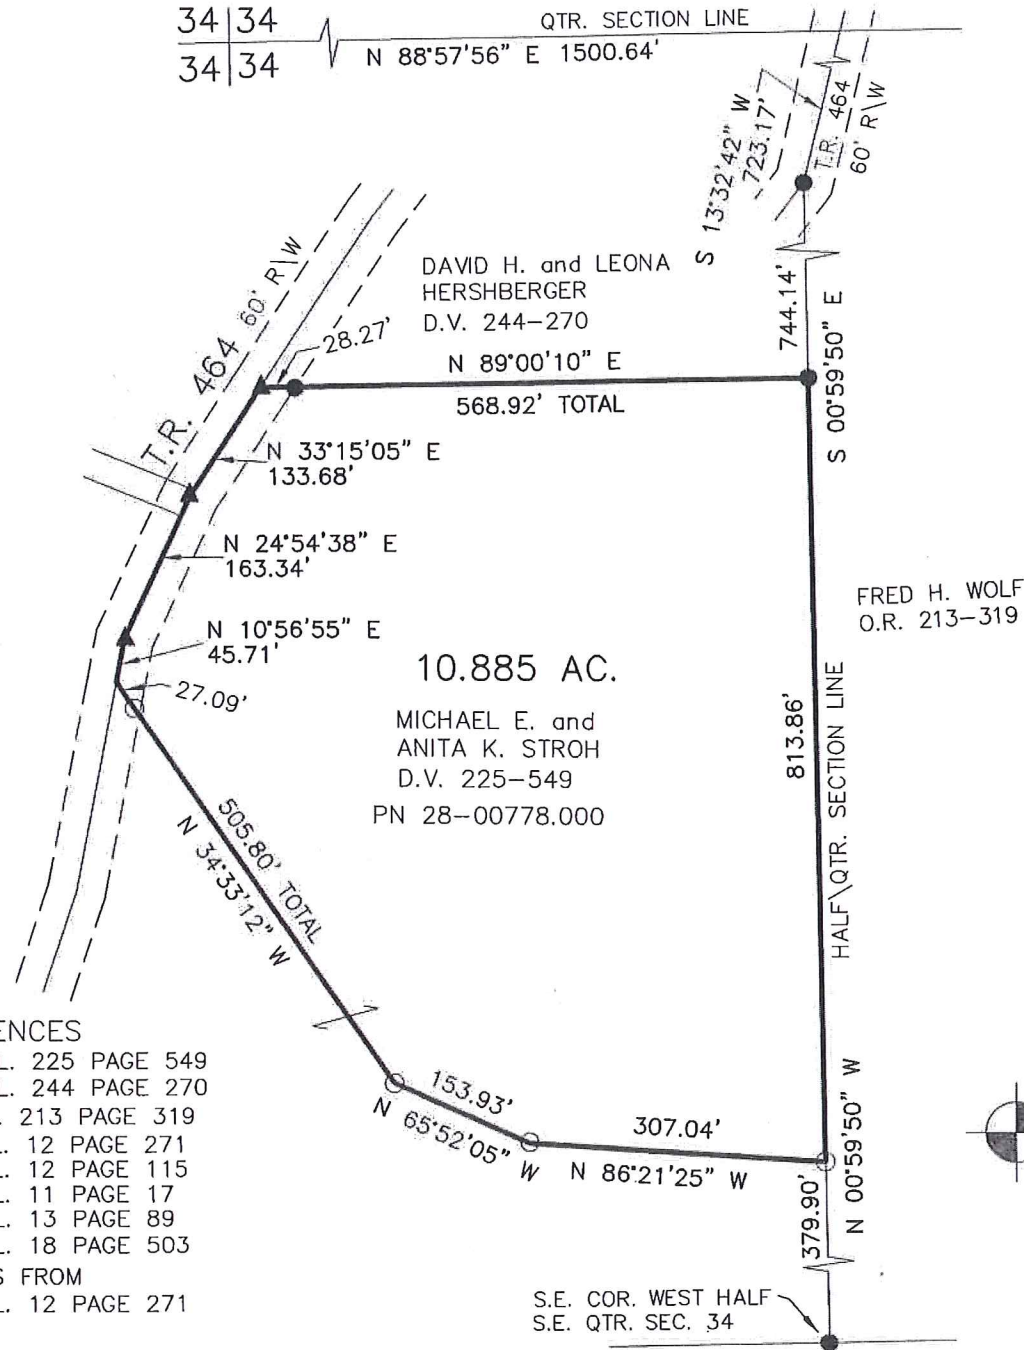 34 34
34 34
QTR. SECTION LINE
N 88°57'56" E 1500.64'
S 13°32'42" W
723.17'
T.R. 464
60' R\W
DAVID H. and LEONA
HERSHBERGER
D.V. 244-270
T.R. 464 60' R\W
28.27'
N 89°00'10" E
568.92' TOTAL
744.14'
S 00°59'50" E
N 33°15'05" E
133.68'
N 24°54'38" E
163.34'
N 10°56'55" E
45.71'
27.09'
10.885 AC.
MICHAEL E. and
ANITA K. STROH
D.V. 225-549
PN 28-00778.000
FRED H. WOLF
O.R. 213-319
813.86'
HALF\QTR. SECTION LINE
505.80' TOTAL
N 34°33'12" W
153.93'
N 65°52'05" W
307.04'
N 86°21'25" W
379.90'
N 00°59'50" W
S.E. COR. WEST HALF
S.E. QTR. SEC. 34
ENCES
L. 225 PAGE 549
L. 244 PAGE 270
. 213 PAGE 319
L. 12 PAGE 271
L. 12 PAGE 115
L. 11 PAGE 17
L. 13 PAGE 89
L. 18 PAGE 503
S FROM
L. 12 PAGE 271